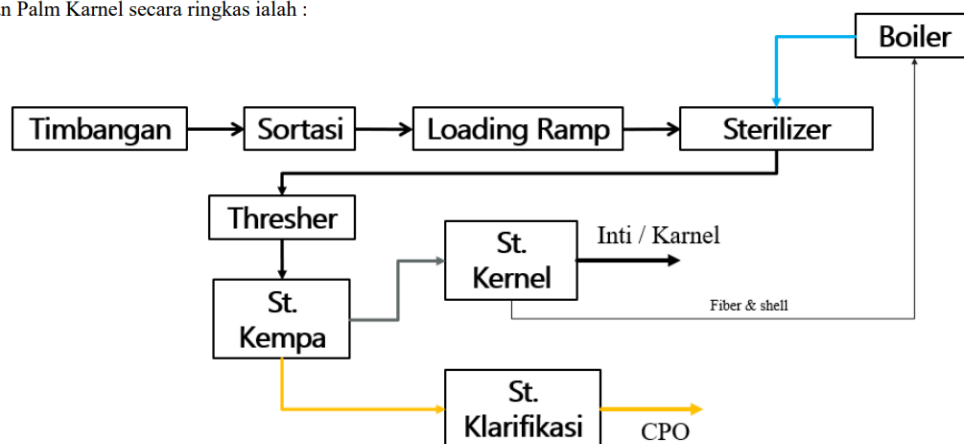 n Palm Karnel secara ringkas ialah :
Boiler
Timbangan
Sortasi
Loading Ramp
Sterilizer
Thresher
St.
Kernel
Inti / Karnel
Fiber & shell
St.
Kempa
St.
Klarifikasi
CPO